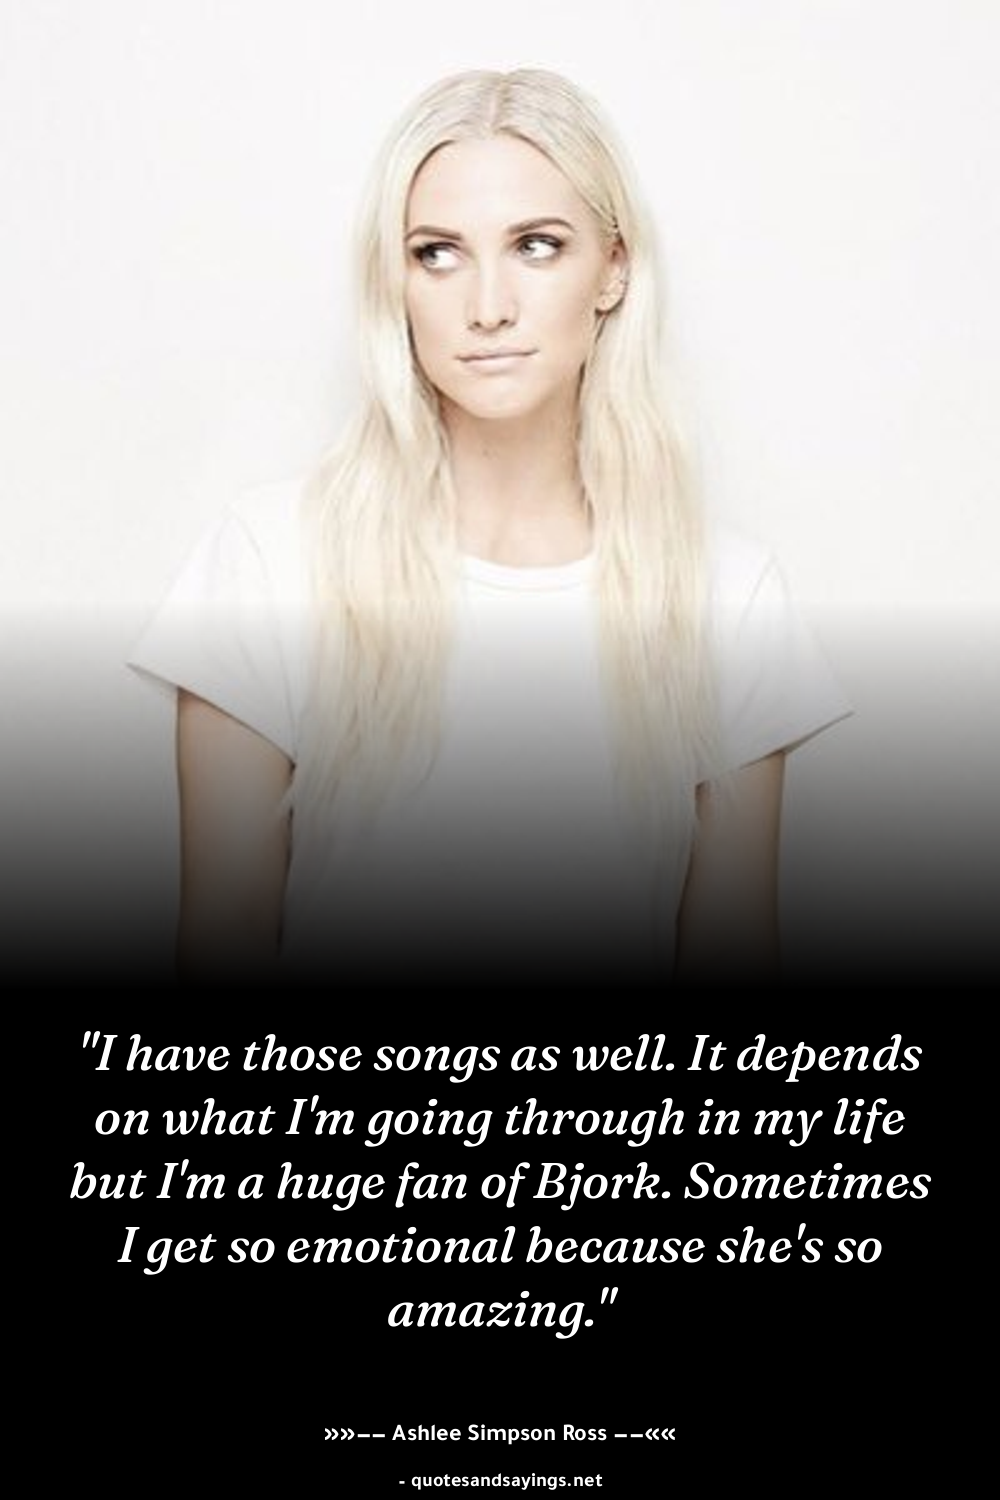 "I have those songs as well. It depends
on what I'm going through in my life
but I'm a huge fan of Bjork. Sometimes
I get so emotional because she's so
amazing."
»»−− Ashlee Simpson Ross −−««
- quotesandsayings.net